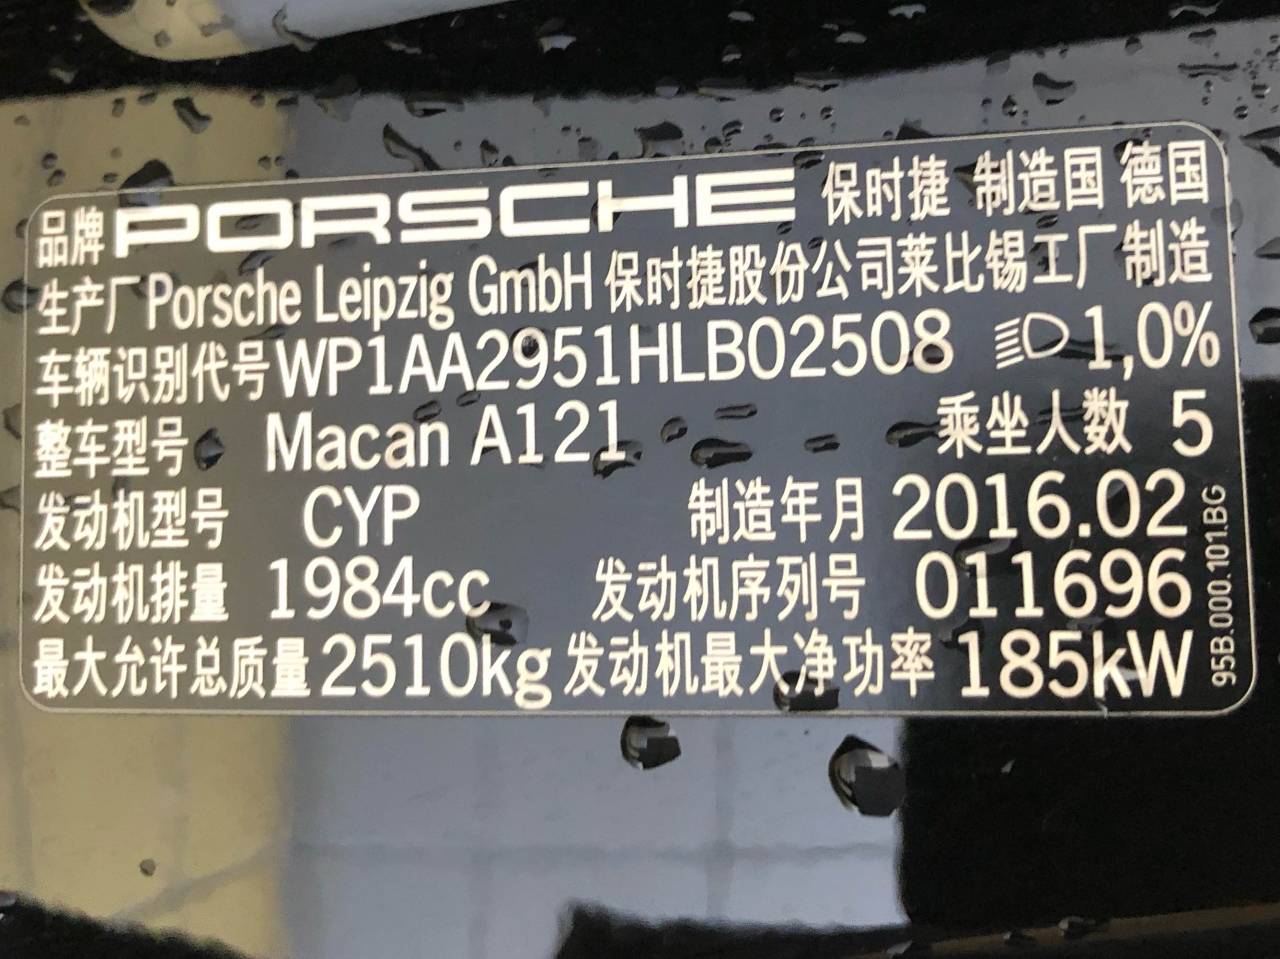 品牌 PORSCHE 保时捷 制造国 德国
生产厂 Porsche Leipzig GmbH 保时捷股份公司莱比锡工厂制造
车辆识别代号 WP1AA2951HLB02508 1,0%
整车型号 Macan A121 乘坐人数 5
发动机型号 CYP 制造年月 2016.02
发动机排量 1984cc 发动机序列号 011696
最大允许总质量 2510kg 发动机最大净功率 185kW
95B.000.101.BG